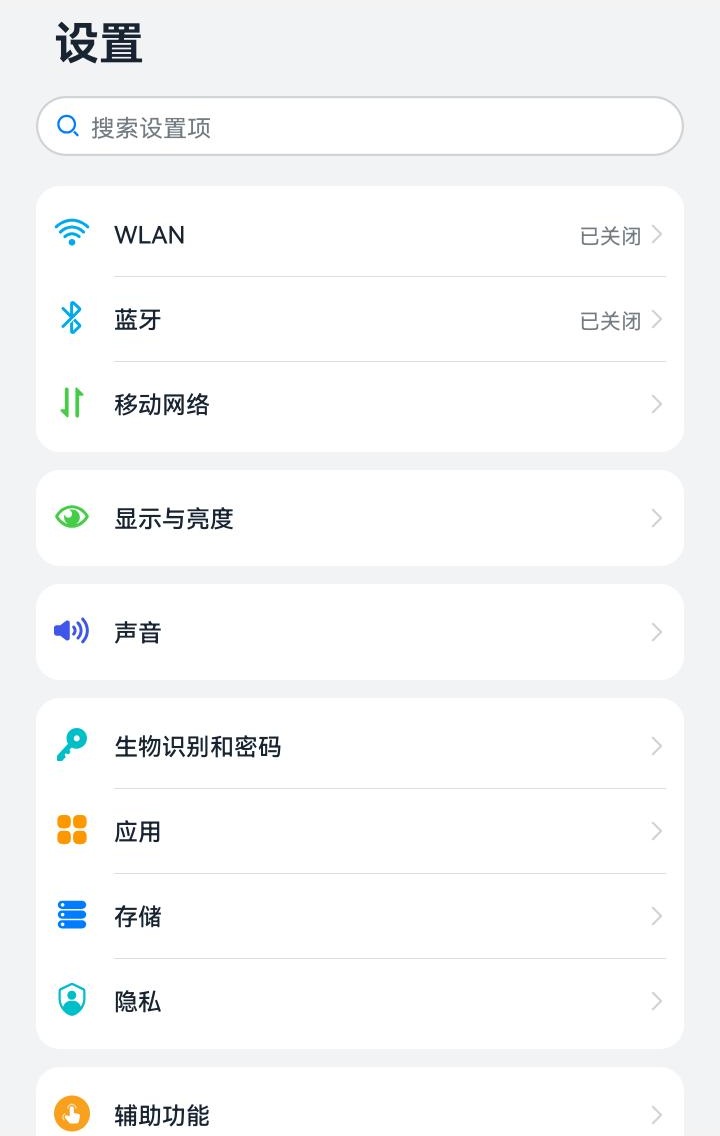 设置
搜索设置项
WLAN 已关闭
蓝牙 已关闭
移动网络
显示与亮度
声音
生物识别和密码
应用
存储
隐私
辅助功能